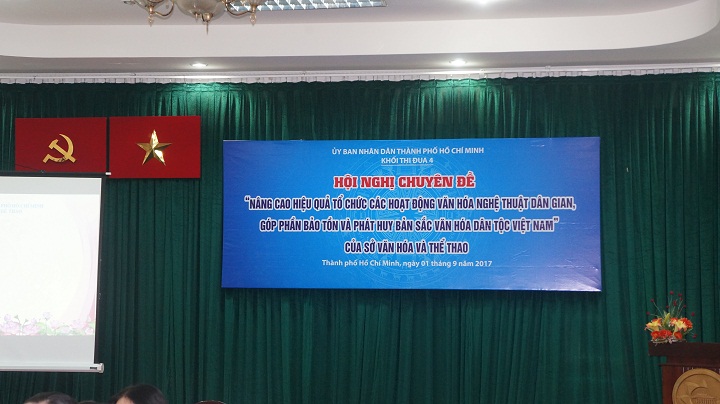 ỦY BAN NHÂN DÂN THÀNH PHỐ HỒ CHÍ MINH
KHỐI THI ĐUA 4
HỘI NGHỊ CHUYÊN ĐỀ
"NÂNG CAO HIỆU QUẢ TỔ CHỨC CÁC HOẠT ĐỘNG VĂN HÓA NGHỆ THUẬT DÂN GIAN,
GÓP PHẦN BẢO TỒN VÀ PHÁT HUY BẢN SẮC VĂN HÓA DÂN TỘC VIỆT NAM"
CỦA SỞ VĂN HÓA VÀ THỂ THAO
Thành phố Hồ Chí Minh, ngày 01 tháng 9 năm 2017